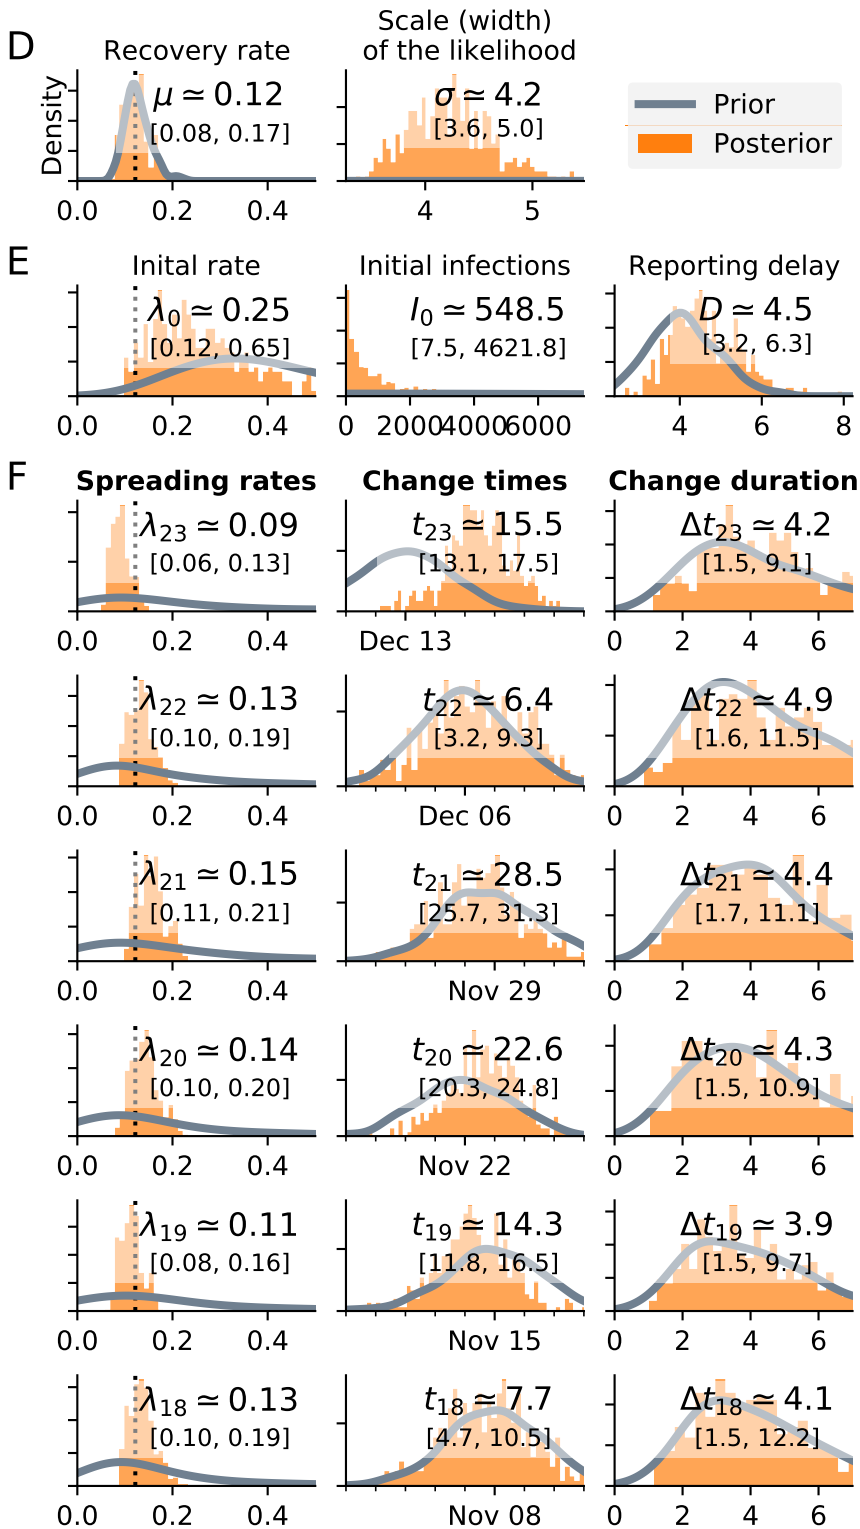 D
Recovery rate
Scale (width)
of the likelihood
Density
μ ≃ 0.12
[0.08, 0.17]
σ ≃ 4.2
[3.6, 5.0]
Prior
Posterior
0.0 0.2 0.4
4 5
E
Inital rate
Initial infections
Reporting delay
λ0 ≃ 0.25
[0.12, 0.65]
I0 ≃ 548.5
[7.5, 4621.8]
D ≃ 4.5
[3.2, 6.3]
0.0 0.2 0.4
0 2000 4000 6000
4 6 8
F
Spreading rates
Change times
Change duration
λ23 ≃ 0.09
[0.06, 0.13]
t23 ≃ 15.5
[13.1, 17.5]
Δt23 ≃ 4.2
[1.5, 9.1]
0.0 0.2 0.4
Dec 13
0 2 4 6
λ22 ≃ 0.13
[0.10, 0.19]
t22 ≃ 6.4
[3.2, 9.3]
Δt22 ≃ 4.9
[1.6, 11.5]
0.0 0.2 0.4
Dec 06
0 2 4 6
λ21 ≃ 0.15
[0.11, 0.21]
t21 ≃ 28.5
[25.7, 31.3]
Δt21 ≃ 4.4
[1.7, 11.1]
0.0 0.2 0.4
Nov 29
0 2 4 6
λ20 ≃ 0.14
[0.10, 0.20]
t20 ≃ 22.6
[20.3, 24.8]
Δt20 ≃ 4.3
[1.5, 10.9]
0.0 0.2 0.4
Nov 22
0 2 4 6
λ19 ≃ 0.11
[0.08, 0.16]
t19 ≃ 14.3
[11.8, 16.5]
Δt19 ≃ 3.9
[1.5, 9.7]
0.0 0.2 0.4
Nov 15
0 2 4 6
λ18 ≃ 0.13
[0.10, 0.19]
t18 ≃ 7.7
[4.7, 10.5]
Δt18 ≃ 4.1
[1.5, 12.2]
0.0 0.2 0.4
Nov 08
0 2 4 6